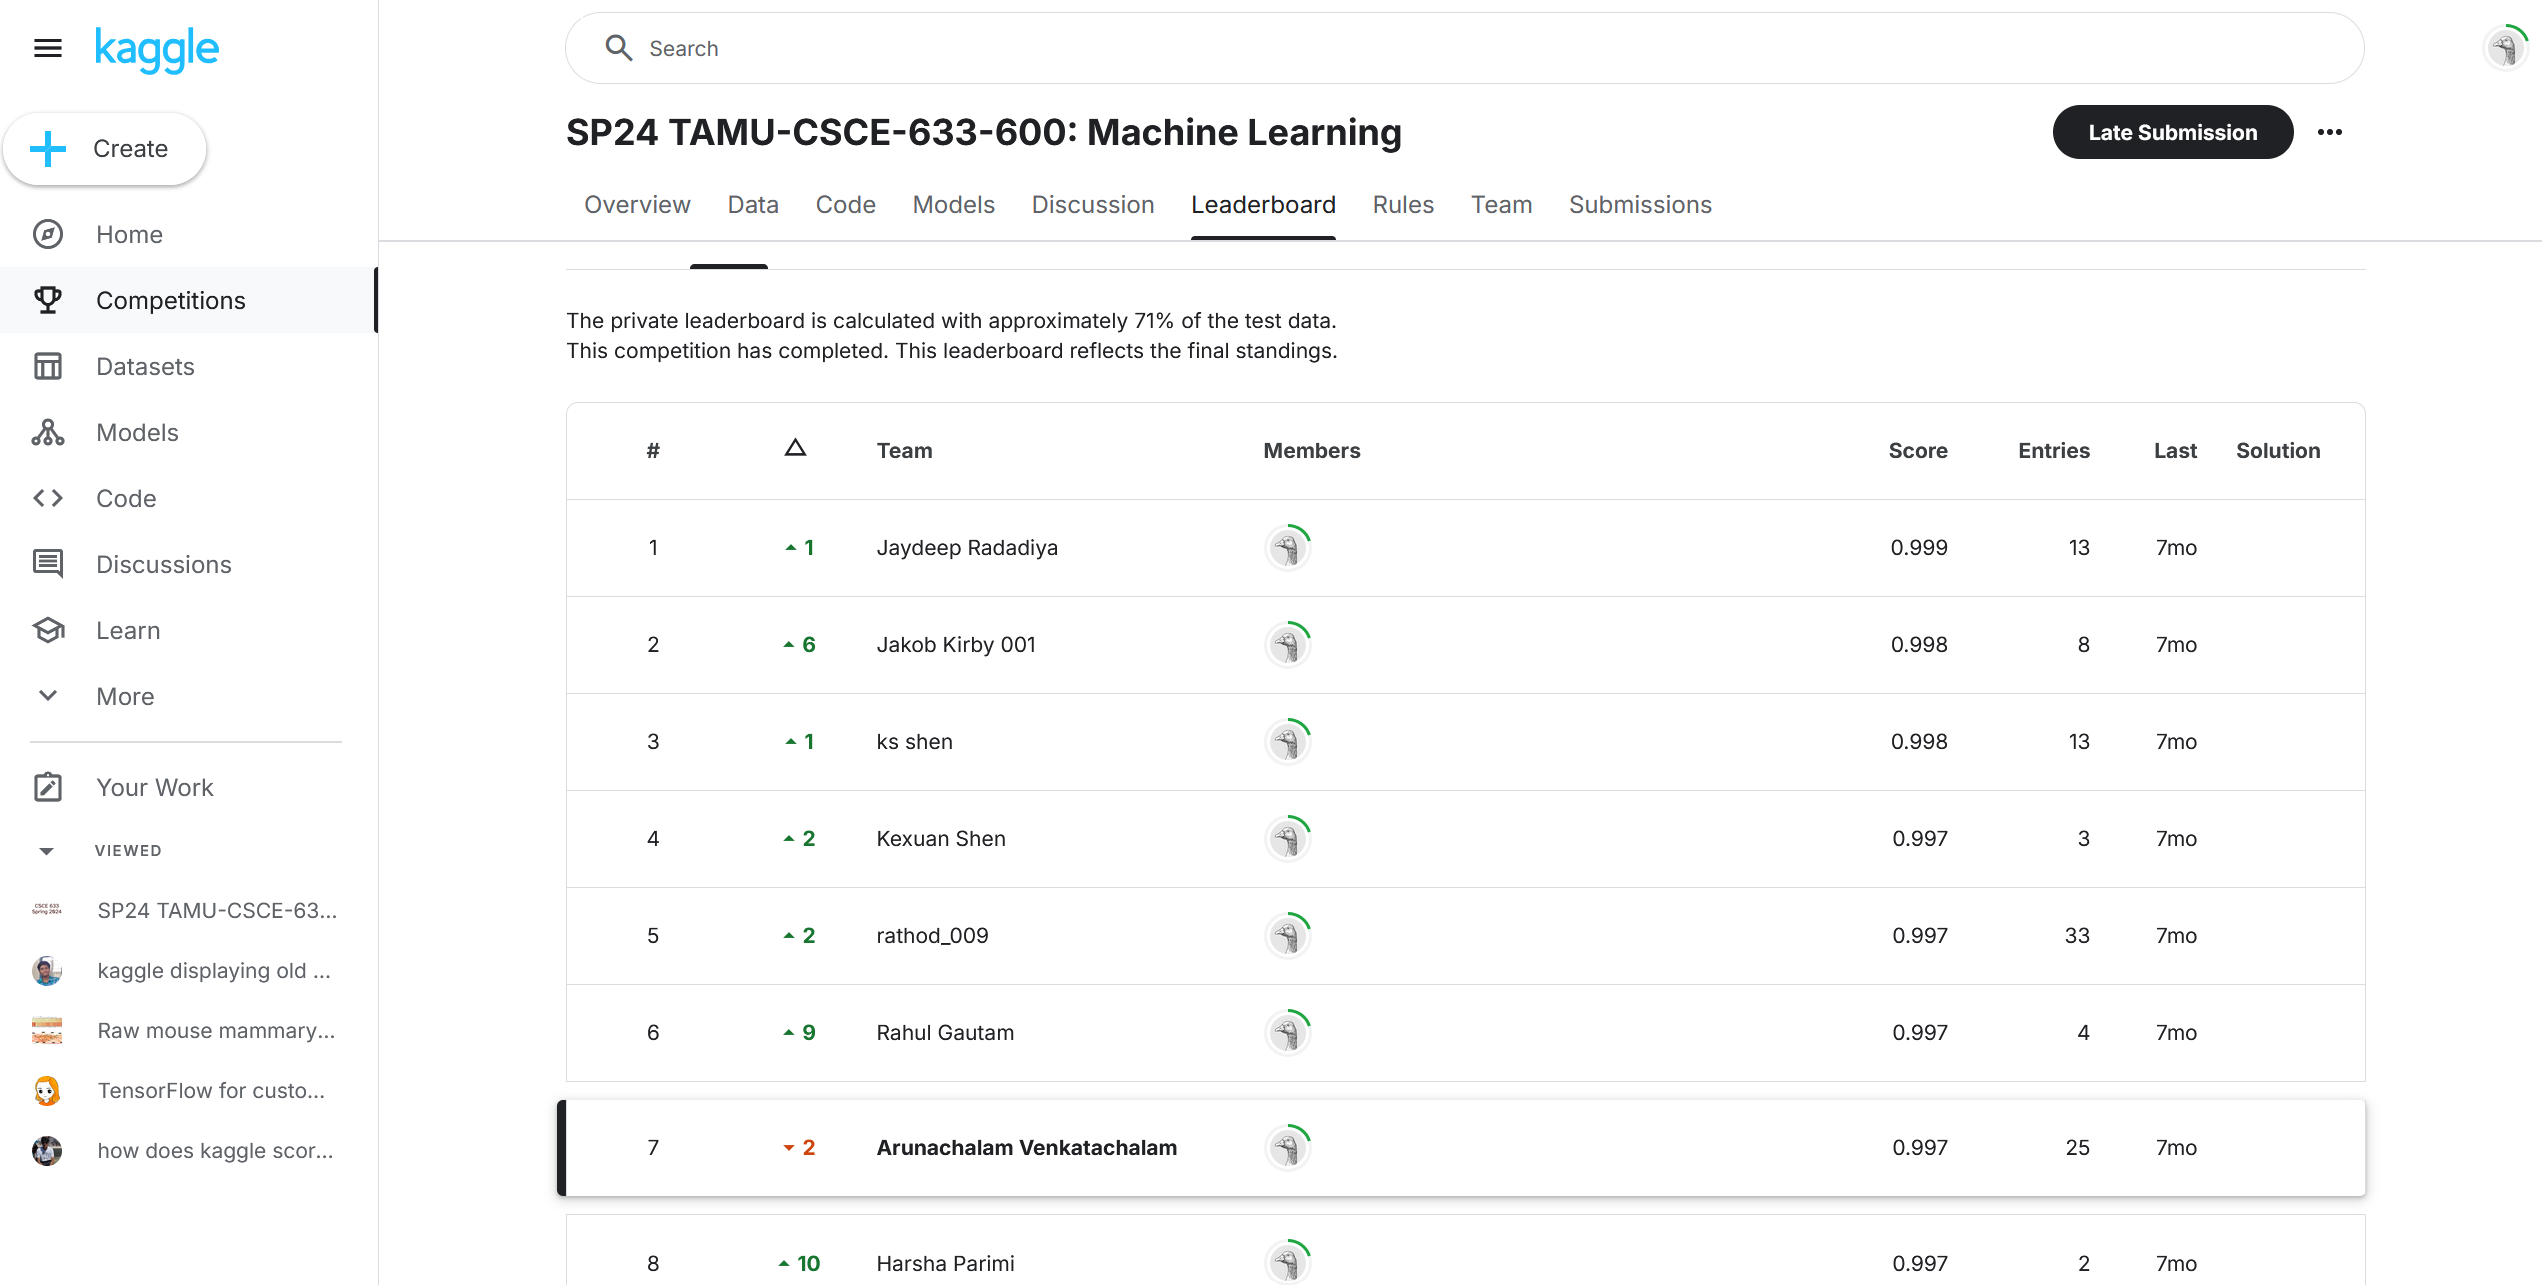 kaggle
Search
Create
Home
Competitions
Datasets
Models
Code
Discussions
Learn
More
Your Work
VIEWED
CSCE 633
Spring 2024
SP24 TAMU-CSCE-63...
kaggle displaying old ...
Raw mouse mammary...
TensorFlow for custo...
how does kaggle scor...
SP24 TAMU-CSCE-633-600: Machine Learning
Late Submission
Overview Data Code Models Discussion Leaderboard Rules Team Submissions
The private leaderboard is calculated with approximately 71% of the test data.
This competition has completed. This leaderboard reflects the final standings.
# △ Team Members Score Entries Last Solution
1 1 Jaydeep Radadiya 0.999 13 7mo
2 6 Jakob Kirby 001 0.998 8 7mo
3 1 ks shen 0.998 13 7mo
4 2 Kexuan Shen 0.997 3 7mo
5 2 rathod_009 0.997 33 7mo
6 9 Rahul Gautam 0.997 4 7mo
7 2 Arunachalam Venkatachalam 0.997 25 7mo
8 10 Harsha Parimi 0.997 2 7mo